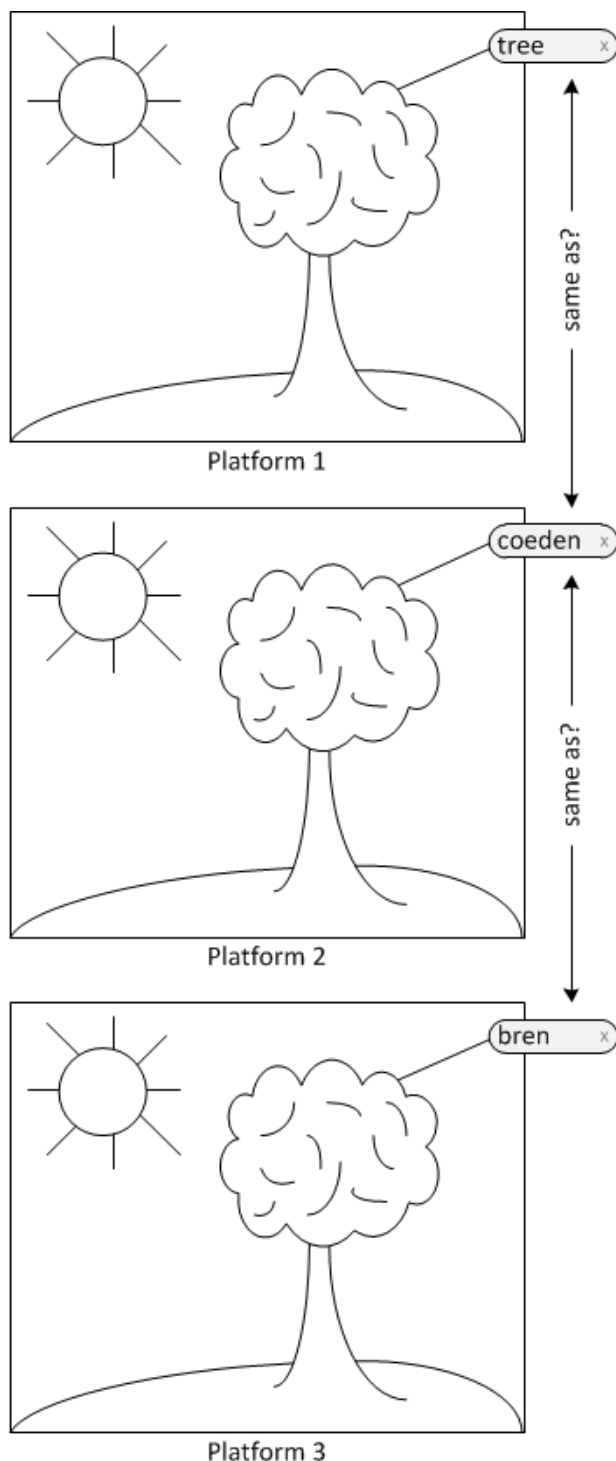 tree x
same as?
Platform 1
coeden x
same as?
Platform 2
bren x
Platform 3